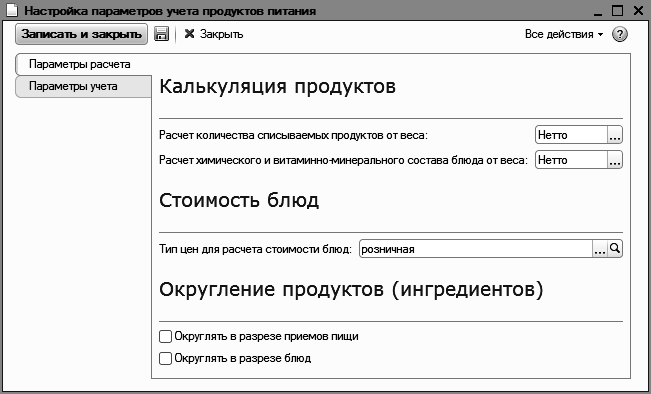 Настройка параметров учета продуктов питания
Записать и закрыть Закрыть Все действия ?
Параметры расчета
Параметры учета
Калькуляция продуктов
Расчет количества списываемых продуктов от веса: Нетто ...
Расчет химического и витаминно-минерального состава блюда от веса: Нетто ...
Стоимость блюд
Тип цен для расчета стоимости блюд: розничная ...
Округление продуктов (ингредиентов)
Округлять в разрезе приемов пищи
Округлять в разрезе блюд